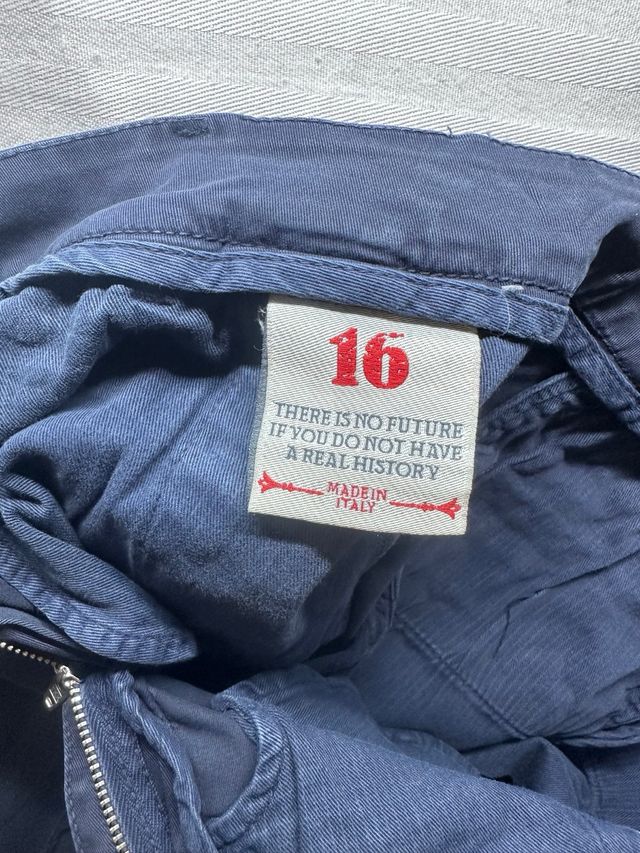 16
THERE IS NO FUTURE
IF YOU DO NOT HAVE
A REAL HISTORY
MADE IN
ITALY